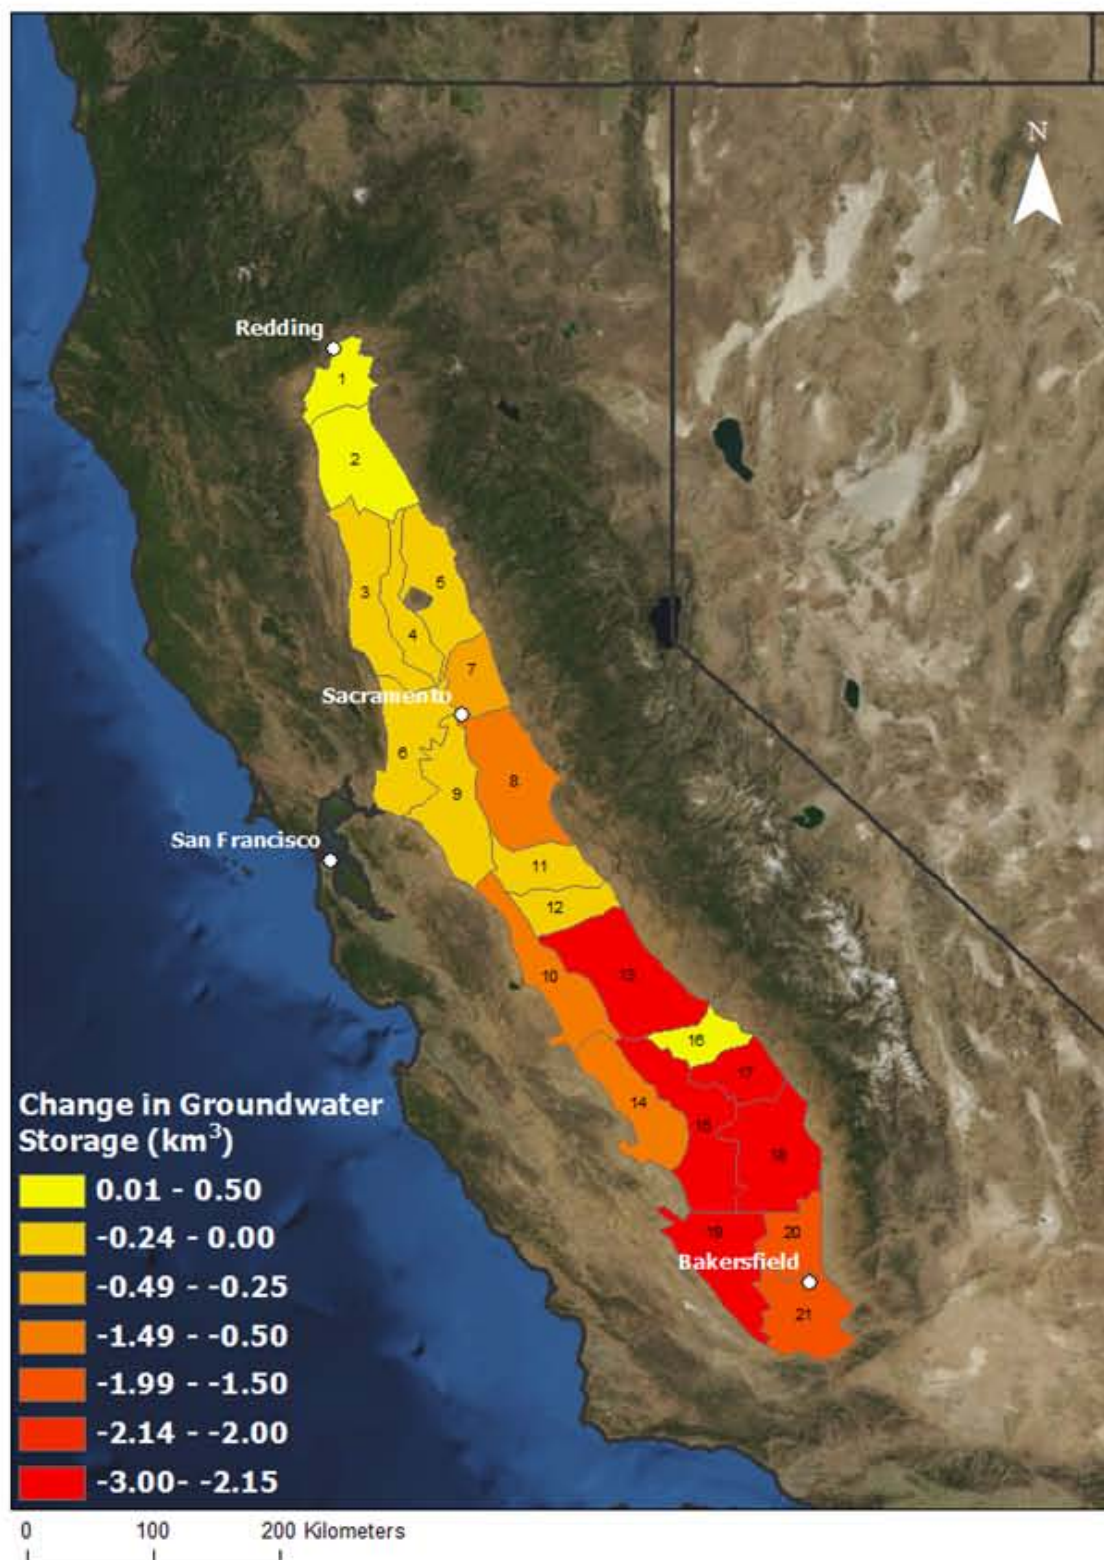 N
Redding
1
2
3
5
4
7
Sacramento
6
8
9
San Francisco
11
12
10
13
16
17
14
15
18
19
20
Bakersfield
21
Change in Groundwater
Storage (km³)
0.01 - 0.50
-0.24 - 0.00
-0.49 - -0.25
-1.49 - -0.50
-1.99 - -1.50
-2.14 - -2.00
-3.00- -2.15
0 100 200 Kilometers